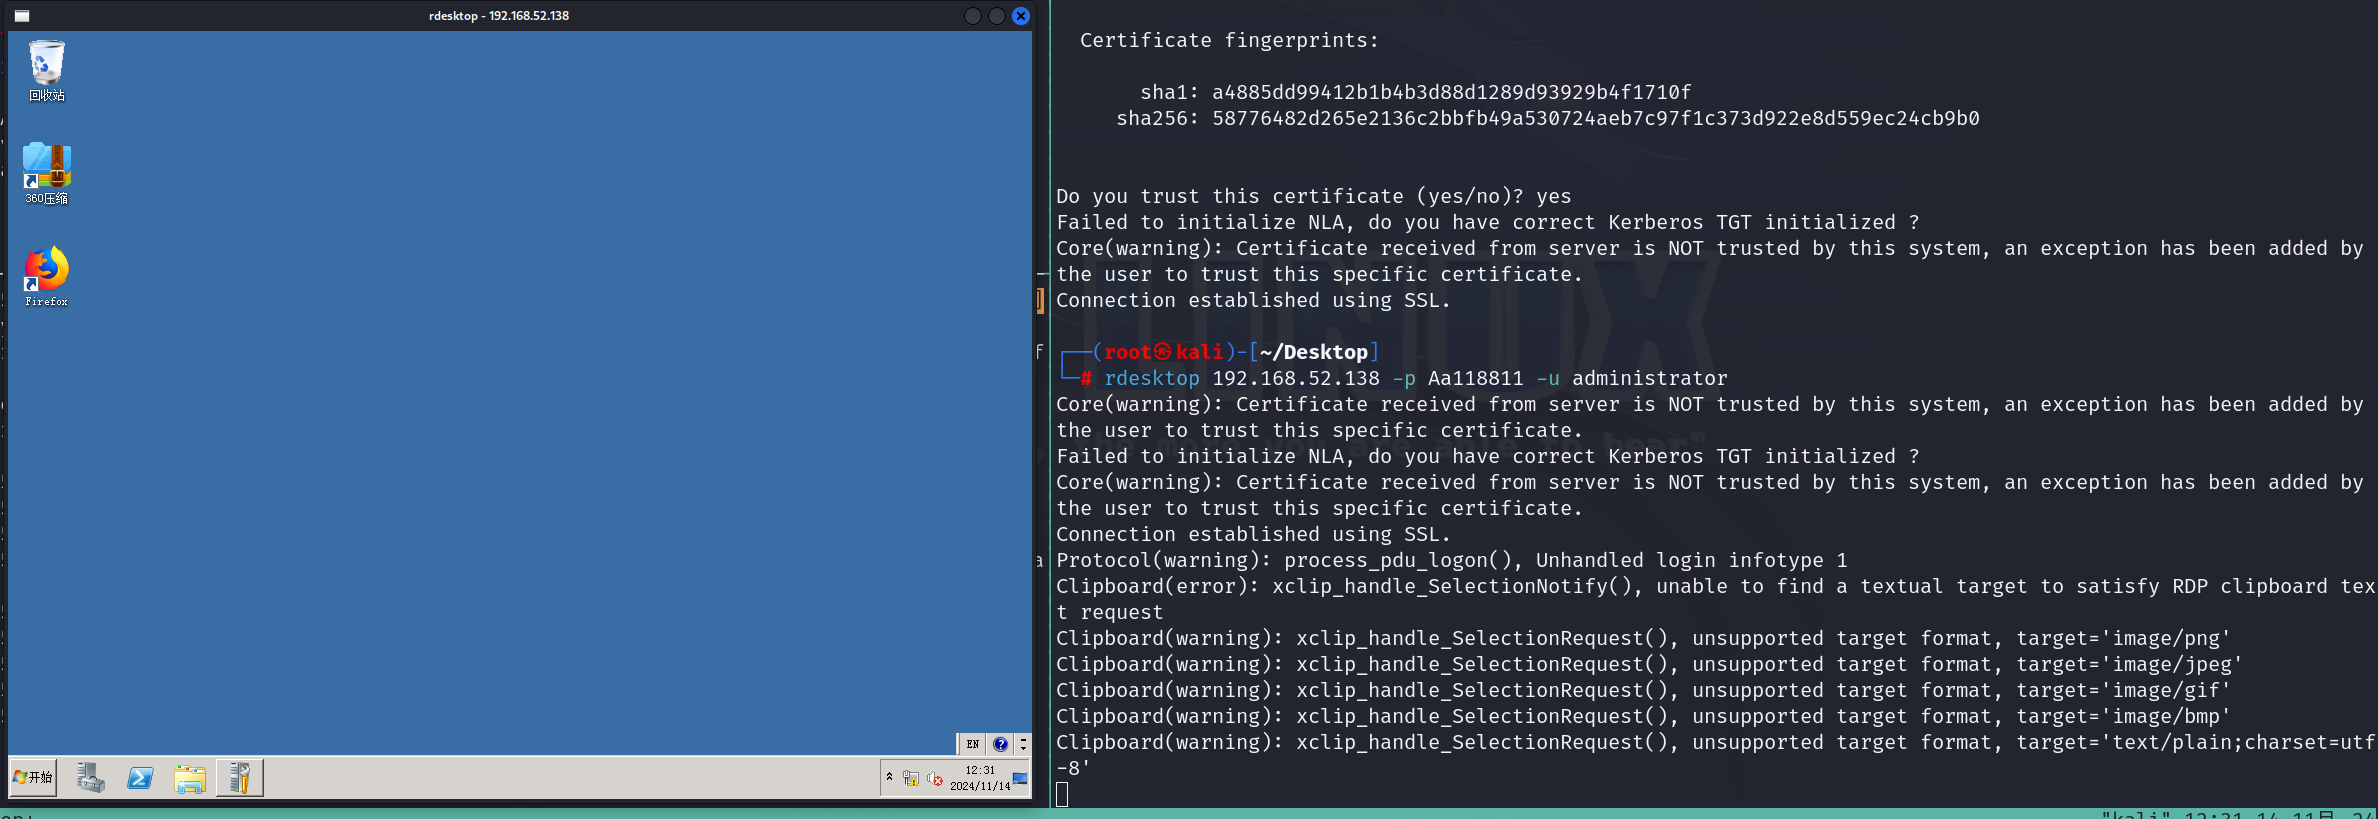 rdesktop - 192.168.52.138
回收站
360压缩
Firefox
EN
开始
12:31
2024/11/14
Certificate fingerprints:
sha1: a4885dd99412b1b4b3d88d1289d93929b4f1710f
sha256: 58776482d265e2136c2bbfb49a530724aeb7c97f1c373d922e8d559ec24cb9b0
Do you trust this certificate (yes/no)? yes
Failed to initialize NLA, do you have correct Kerberos TGT initialized ?
Core(warning): Certificate received from server is NOT trusted by this system, an exception has been added by
the user to trust this specific certificate.
Connection established using SSL.
(root㉿kali)-[~/Desktop]
# rdesktop 192.168.52.138 -p Aa118811 -u administrator
Core(warning): Certificate received from server is NOT trusted by this system, an exception has been added by
the user to trust this specific certificate.
Failed to initialize NLA, do you have correct Kerberos TGT initialized ?
Core(warning): Certificate received from server is NOT trusted by this system, an exception has been added by
the user to trust this specific certificate.
Connection established using SSL.
Protocol(warning): process_pdu_logon(), Unhandled login infotype 1
Clipboard(error): xclip_handle_SelectionNotify(), unable to find a textual target to satisfy RDP clipboard tex
t request
Clipboard(warning): xclip_handle_SelectionRequest(), unsupported target format, target='image/png'
Clipboard(warning): xclip_handle_SelectionRequest(), unsupported target format, target='image/jpeg'
Clipboard(warning): xclip_handle_SelectionRequest(), unsupported target format, target='image/gif'
Clipboard(warning): xclip_handle_SelectionRequest(), unsupported target format, target='image/bmp'
Clipboard(warning): xclip_handle_SelectionRequest(), unsupported target format, target='text/plain;charset=utf
-8'
"kali" 12:31 14-11月-24